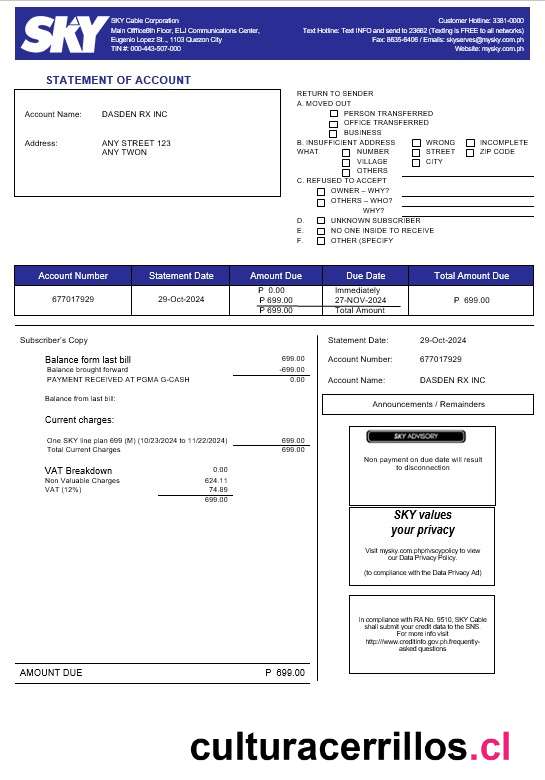 SKY
SKY Cable Corporation
Main Office8th Floor, ELJ Communications Center,
Eugenio Lopez St.., 1103 Quezon City
TIN #: 000-443-507-000
Customer Hotline: 3381-0000
Text Hotline: Text INFO and send to 23662 (Texting is FREE to all networks)
Fax: 8635-6406 / Emails: skyserves@mysky.com.ph
Website: mysky.com.ph
STATEMENT OF ACCOUNT
Account Name: DASDEN RX INC
Address: ANY STREET 123
ANY TWON
RETURN TO SENDER
A. MOVED OUT
PERSON TRANSFERRED
OFFICE TRANSFERRED
BUSINESS
B. INSUFFICIENT ADDRESS WRONG INCOMPLETE
WHAT NUMBER STREET ZIP CODE
VILLAGE CITY
OTHERS
C. REFUSED TO ACCEPT
OWNER – WHY?
OTHERS – WHO?
WHY?
D. UNKNOWN SUBSCRIBER
E. NO ONE INSIDE TO RECEIVE
F. OTHER (SPECIFY
Account Number Statement Date Amount Due Due Date Total Amount Due
P 0.00 Immediately
677017929 29-Oct-2024 P 699.00 27-NOV-2024 P 699.00
P 699.00 Total Amount
Subscriber's Copy
Balance form last bill 699.00
Balance brought forward -699.00
PAYMENT RECEIVED AT PGMA G-CASH 0.00
Balance from last bill:
Current charges:
One SKY line plan 699 (M) (10/23/2024 to 11/22/2024) 699.00
Total Current Charges 699.00
VAT Breakdown 0.00
Non Valuable Charges 624.11
VAT (12%) 74.89
699.00
AMOUNT DUE P 699.00
Statement Date: 29-Oct-2024
Account Number: 677017929
Account Name: DASDEN RX INC
Announcements / Remainders
SKY ADVISORY
Non payment on due date will result
to disconnection
SKY values
your privacy
Visit mysky.com.ph/privscypolicy to view
our Data Privacy Policy.
(to compliance with the Data Privacy Ad)
In compliance with RA No. 9510, SKY Cable
shall submit your credit data to the SNS
For more info visit
http://www.creditinfo.gov.ph.frequently-
asked questions
culturacerrillos.cl